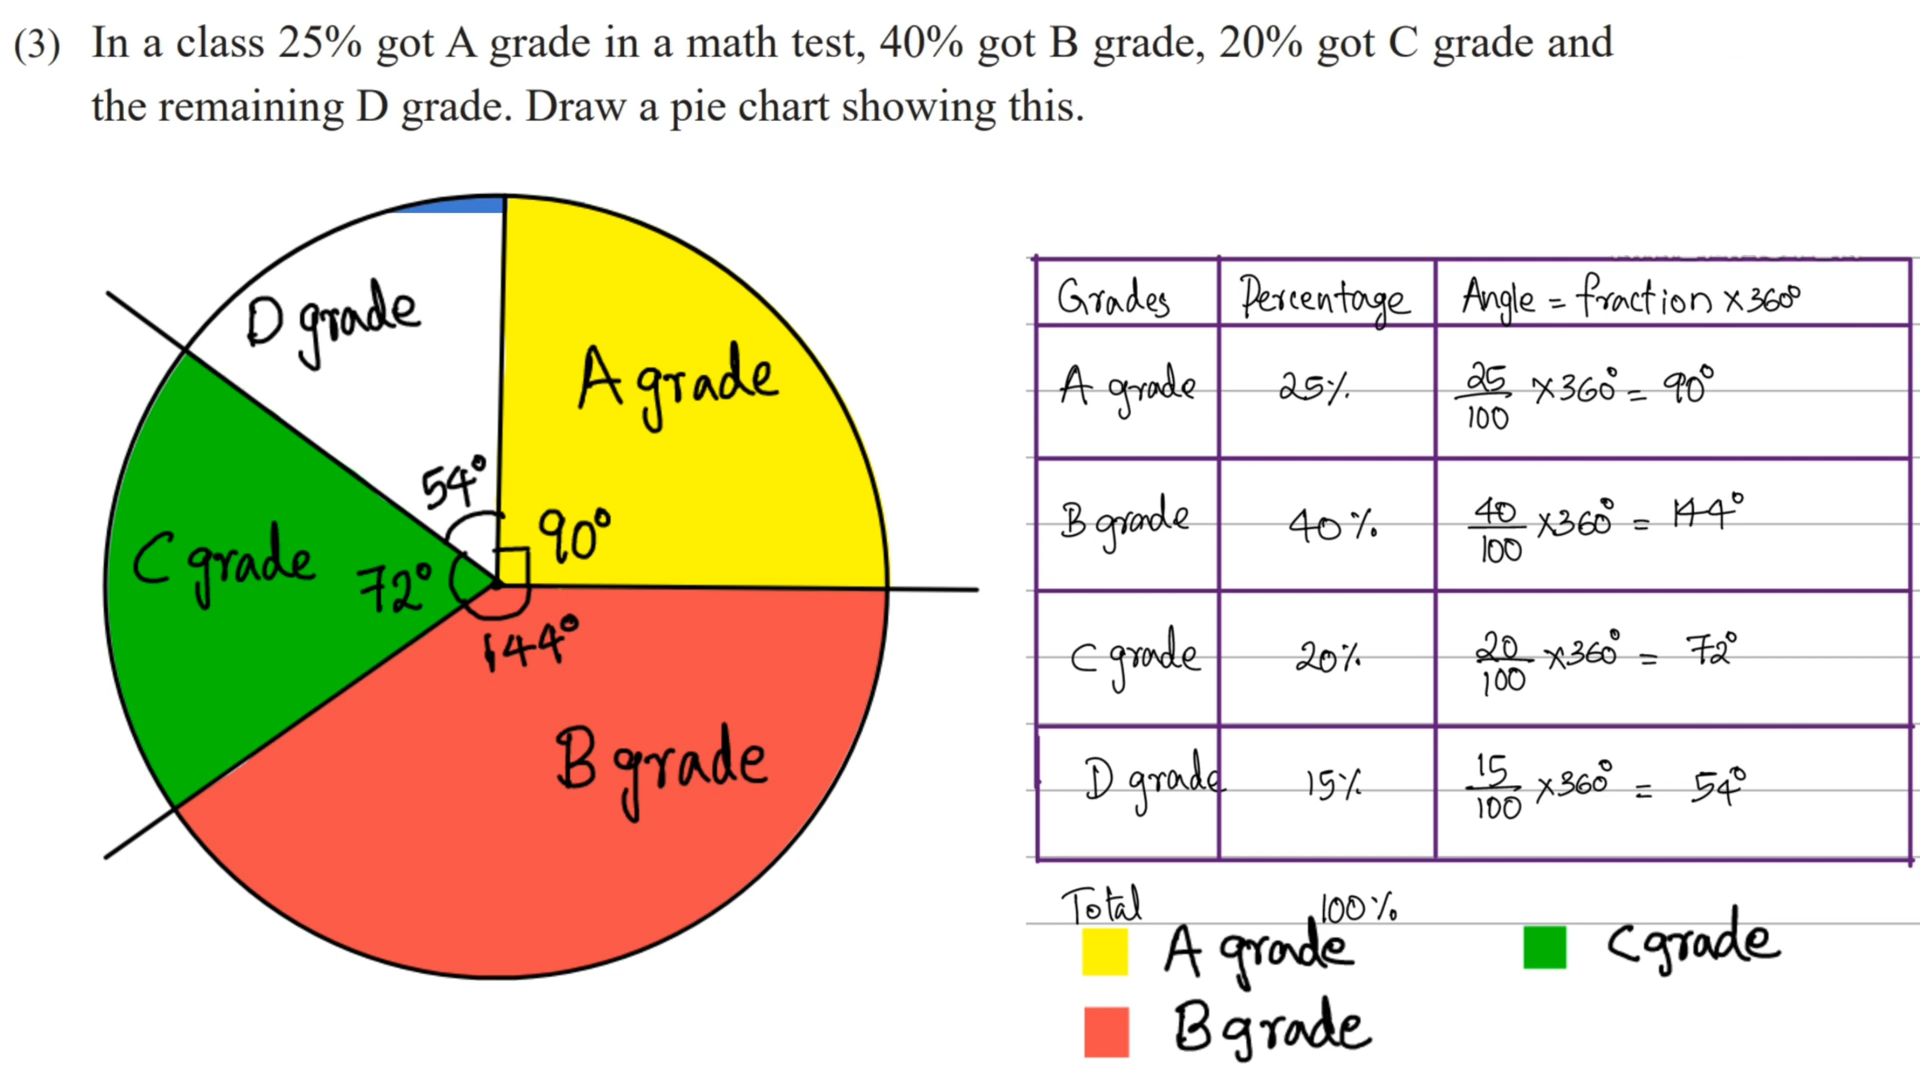 (3) In a class 25% got A grade in a math test, 40% got B grade, 20% got C grade and
the remaining D grade. Draw a pie chart showing this.
D grade
A grade
54°
90°
C grade
72°
144°
B grade
Grades Percentage Angle = fraction × 360°
A grade 25% 25/100 × 360° = 90°
B grade 40% 40/100 × 360° = 144°
C grade 20% 20/100 × 360° = 72°
D grade 15% 15/100 × 360° = 54°
Total 100%
A grade C grade
B grade